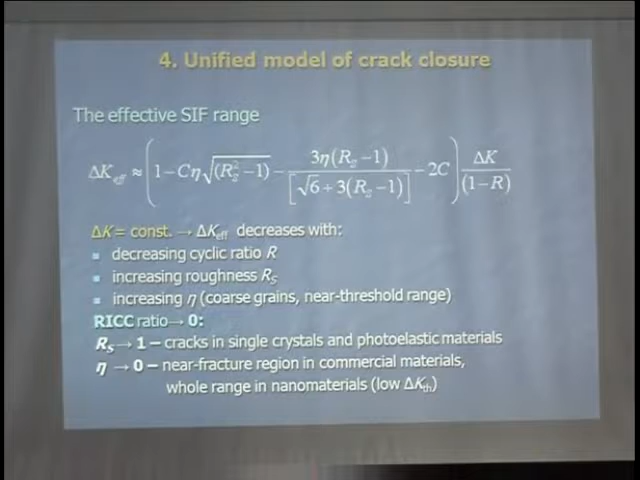 4. Unified model of crack closure
The effective SIF range
ΔK_eff ≈ (1−Cη√(R_S²−1) − 3η(R_s−1)/[√6+3(R_s−1)] − 2C) ΔK/(1−R)
ΔK = const. → ΔK_eff decreases with:
▪ decreasing cyclic ratio R
▪ increasing roughness R_S
▪ increasing η (coarse grains, near-threshold range)
RICC ratio→ 0:
R_S → 1 – cracks in single crystals and photoelastic materials
η → 0 – near-fracture region in commercial materials,
whole range in nanomaterials (low ΔK_th)